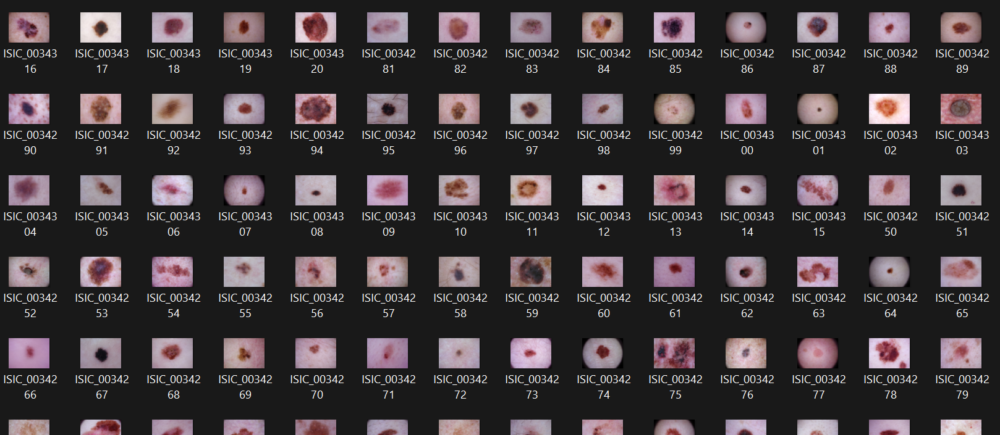 ISIC_00343 ISIC_00343 ISIC_00343 ISIC_00343 ISIC_00343 ISIC_00342 ISIC_00342 ISIC_00342 ISIC_00342 ISIC_00342 ISIC_00342 ISIC_00342 ISIC_00342 ISIC_00342
16 17 18 19 20 81 82 83 84 85 86 87 88 89
ISIC_00342 ISIC_00342 ISIC_00342 ISIC_00342 ISIC_00342 ISIC_00342 ISIC_00342 ISIC_00342 ISIC_00342 ISIC_00342 ISIC_00343 ISIC_00343 ISIC_00343 ISIC_00343
90 91 92 93 94 95 96 97 98 99 00 01 02 03
ISIC_00343 ISIC_00343 ISIC_00343 ISIC_00343 ISIC_00343 ISIC_00343 ISIC_00343 ISIC_00343 ISIC_00343 ISIC_00343 ISIC_00343 ISIC_00343 ISIC_00342 ISIC_00342
04 05 06 07 08 09 10 11 12 13 14 15 50 51
ISIC_00342 ISIC_00342 ISIC_00342 ISIC_00342 ISIC_00342 ISIC_00342 ISIC_00342 ISIC_00342 ISIC_00342 ISIC_00342 ISIC_00342 ISIC_00342 ISIC_00342 ISIC_00342
52 53 54 55 56 57 58 59 60 61 62 63 64 65
ISIC_00342 ISIC_00342 ISIC_00342 ISIC_00342 ISIC_00342 ISIC_00342 ISIC_00342 ISIC_00342 ISIC_00342 ISIC_00342 ISIC_00342 ISIC_00342 ISIC_00342 ISIC_00342
66 67 68 69 70 71 72 73 74 75 76 77 78 79